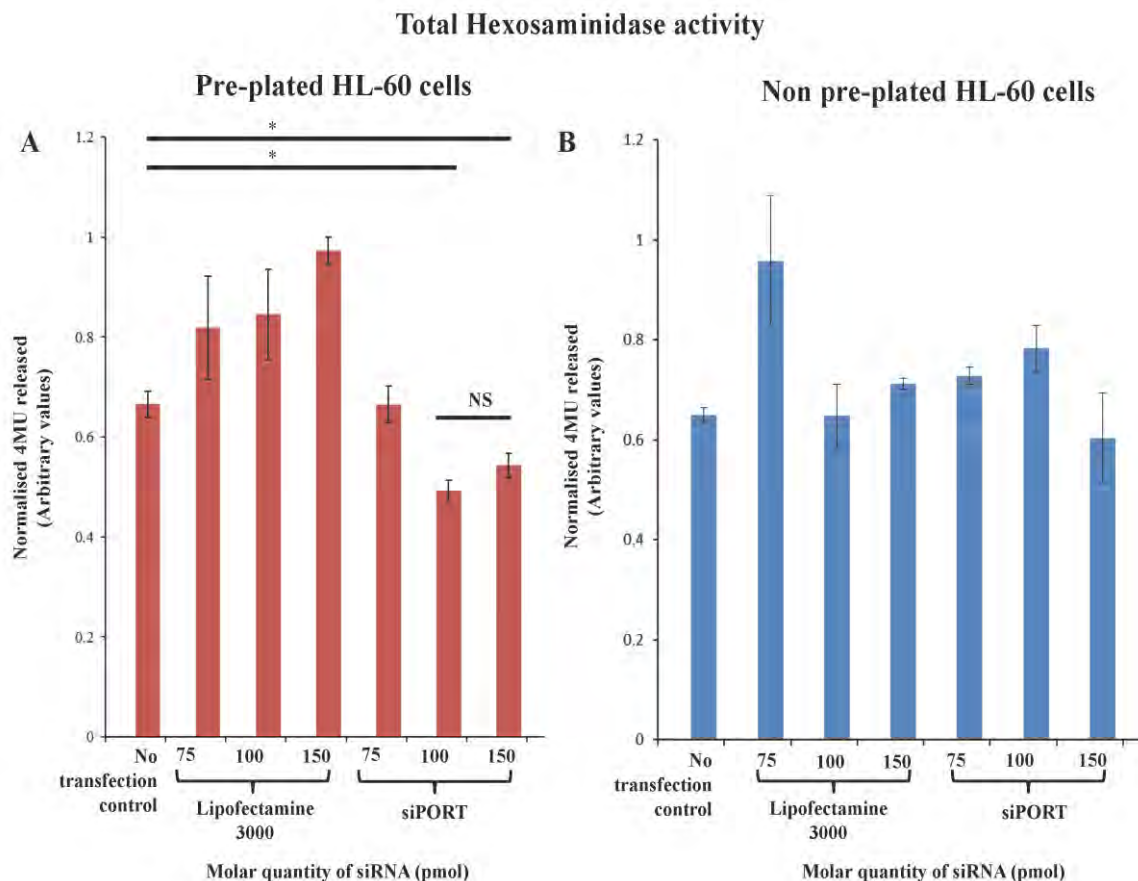 Total Hexosaminidase activity
Pre-plated HL-60 cells
A
*
*
NS
1.2
1
0.8
0.6
0.4
0.2
0
Normalised 4MU released
(Arbitrary values)
No
transfection
control
75 100 150 75 100 150
Lipofectamine
3000
siPORT
Molar quantity of siRNA (pmol)
Non pre-plated HL-60 cells
B
1.2
1
0.8
0.6
0.4
0.2
0
Normalised 4MU released
(Arbitrary values)
No
transfection
control
75 100 150 75 100 150
Lipofectamine
3000
siPORT
Molar quantity of siRNA (pmol)